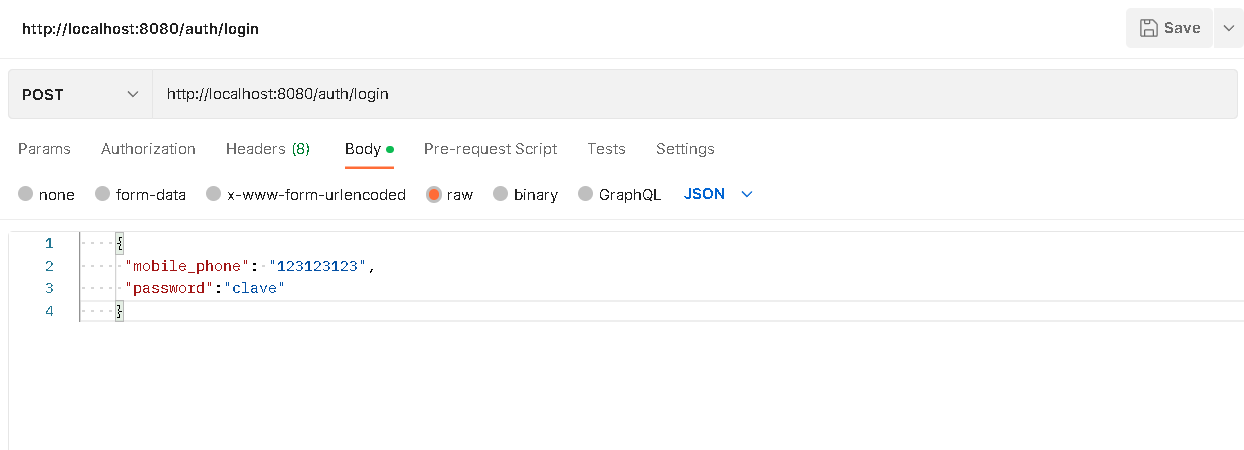 http://localhost:8080/auth/login
Save
POST
http://localhost:8080/auth/login
Params Authorization Headers (8) Body Pre-request Script Tests Settings
none form-data x-www-form-urlencoded raw binary GraphQL JSON
1 {
2 "mobile_phone": "123123123",
3 "password":"clave"
4 }